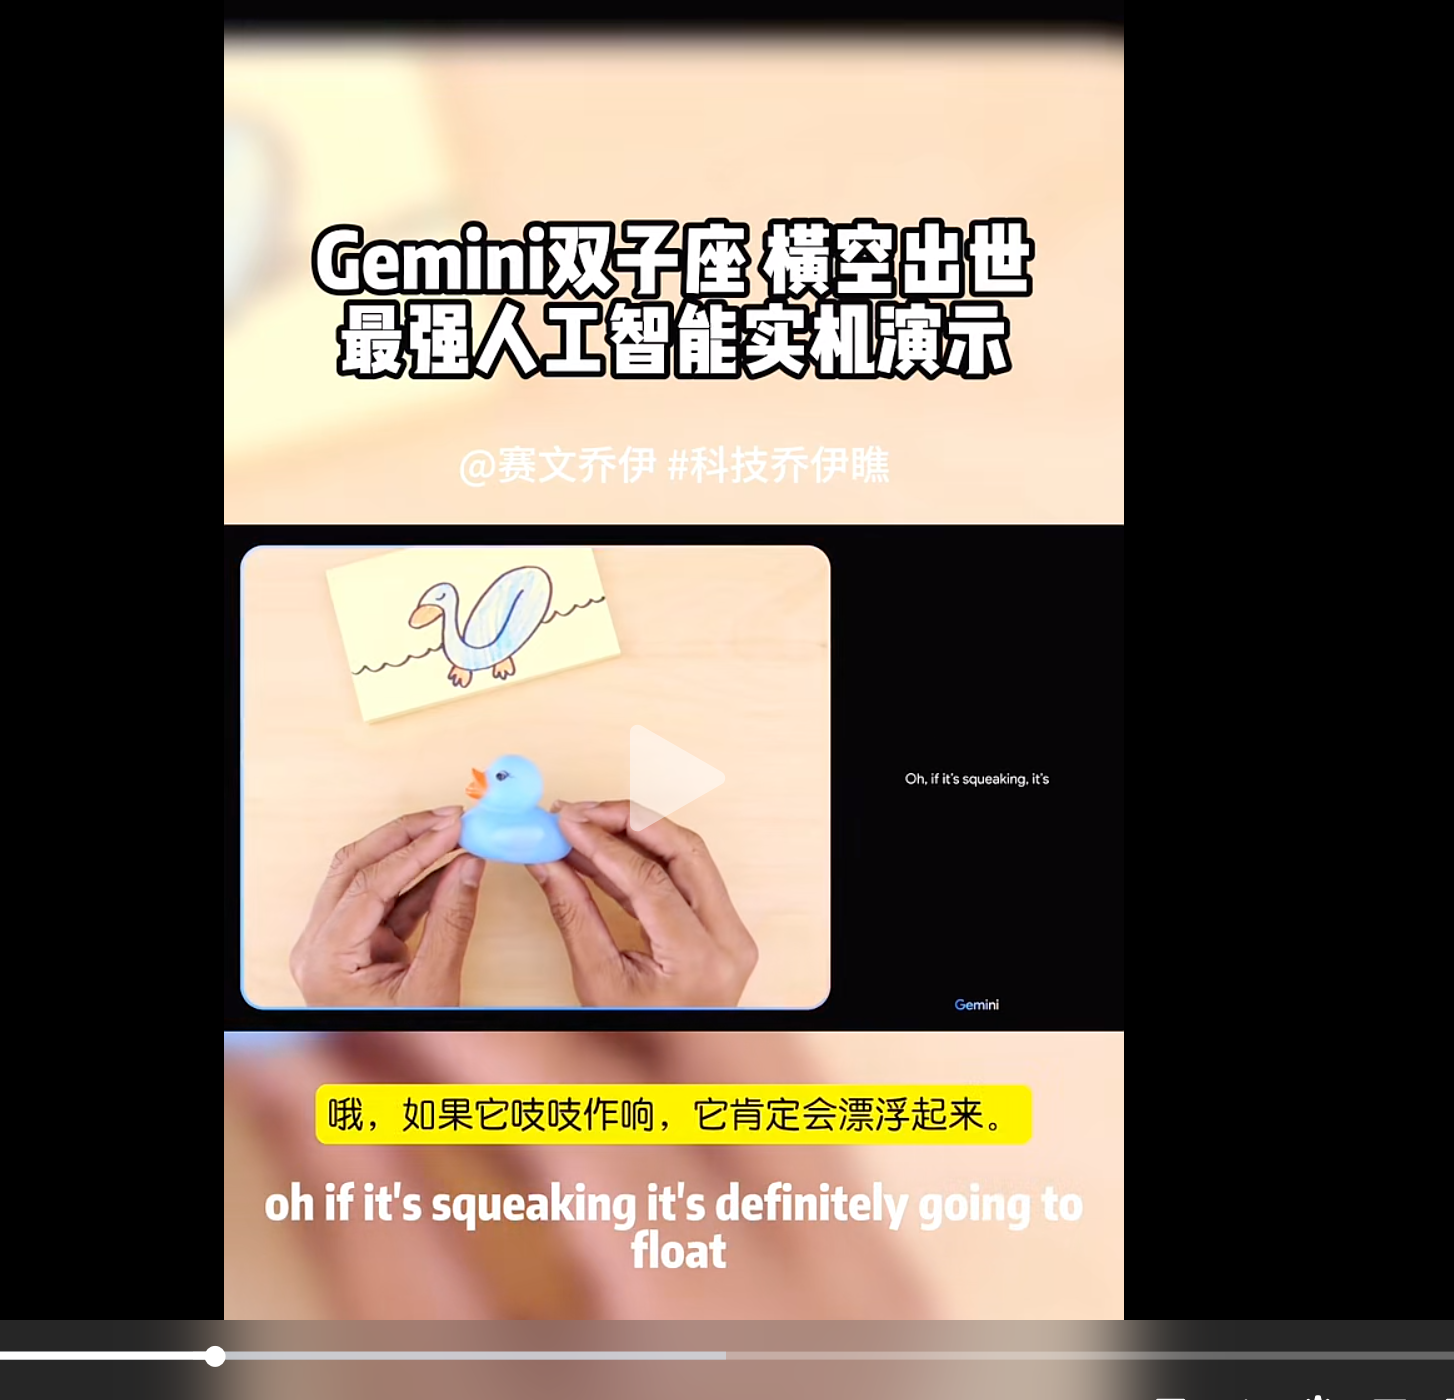 Gemini双子座 横空出世
最强人工智能实机演示
@赛文乔伊 #科技乔伊瞧
Oh, if it's squeaking, it's
Gemini
哦，如果它吱吱作响，它肯定会漂浮起来。
oh if it's squeaking it's definitely going to
float